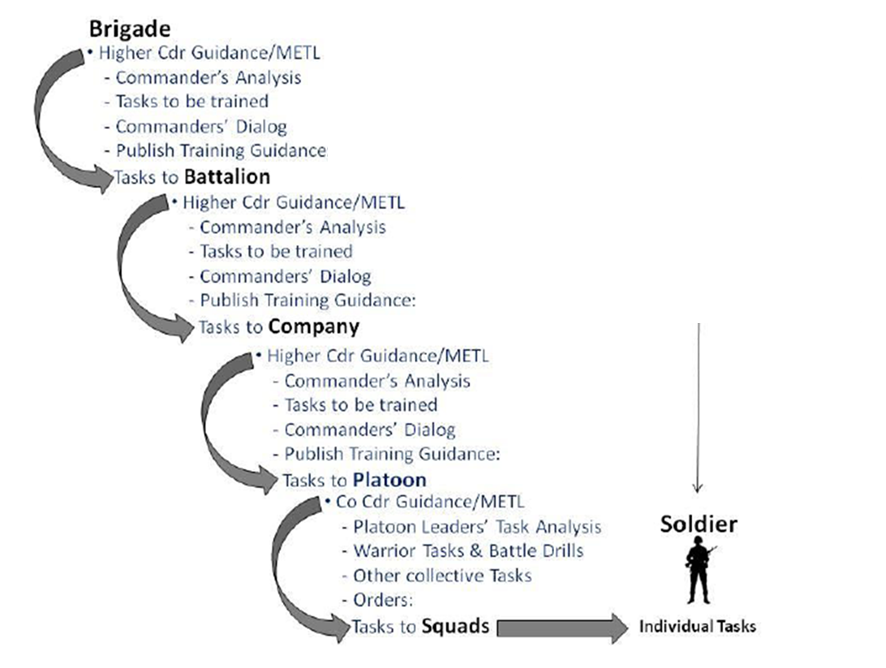 Brigade
• Higher Cdr Guidance/METL
- Commander's Analysis
- Tasks to be trained
- Commanders' Dialog
- Publish Training Guidance
Tasks to Battalion
• Higher Cdr Guidance/METL
- Commander's Analysis
- Tasks to be trained
- Commanders' Dialog
- Publish Training Guidance:
Tasks to Company
• Higher Cdr Guidance/METL
- Commander's Analysis
- Tasks to be trained
- Commanders' Dialog
- Publish Training Guidance:
Tasks to Platoon
• Co Cdr Guidance/METL
- Platoon Leaders' Task Analysis
- Warrior Tasks & Battle Drills
- Other collective Tasks
- Orders:
Tasks to Squads
Soldier
Individual Tasks